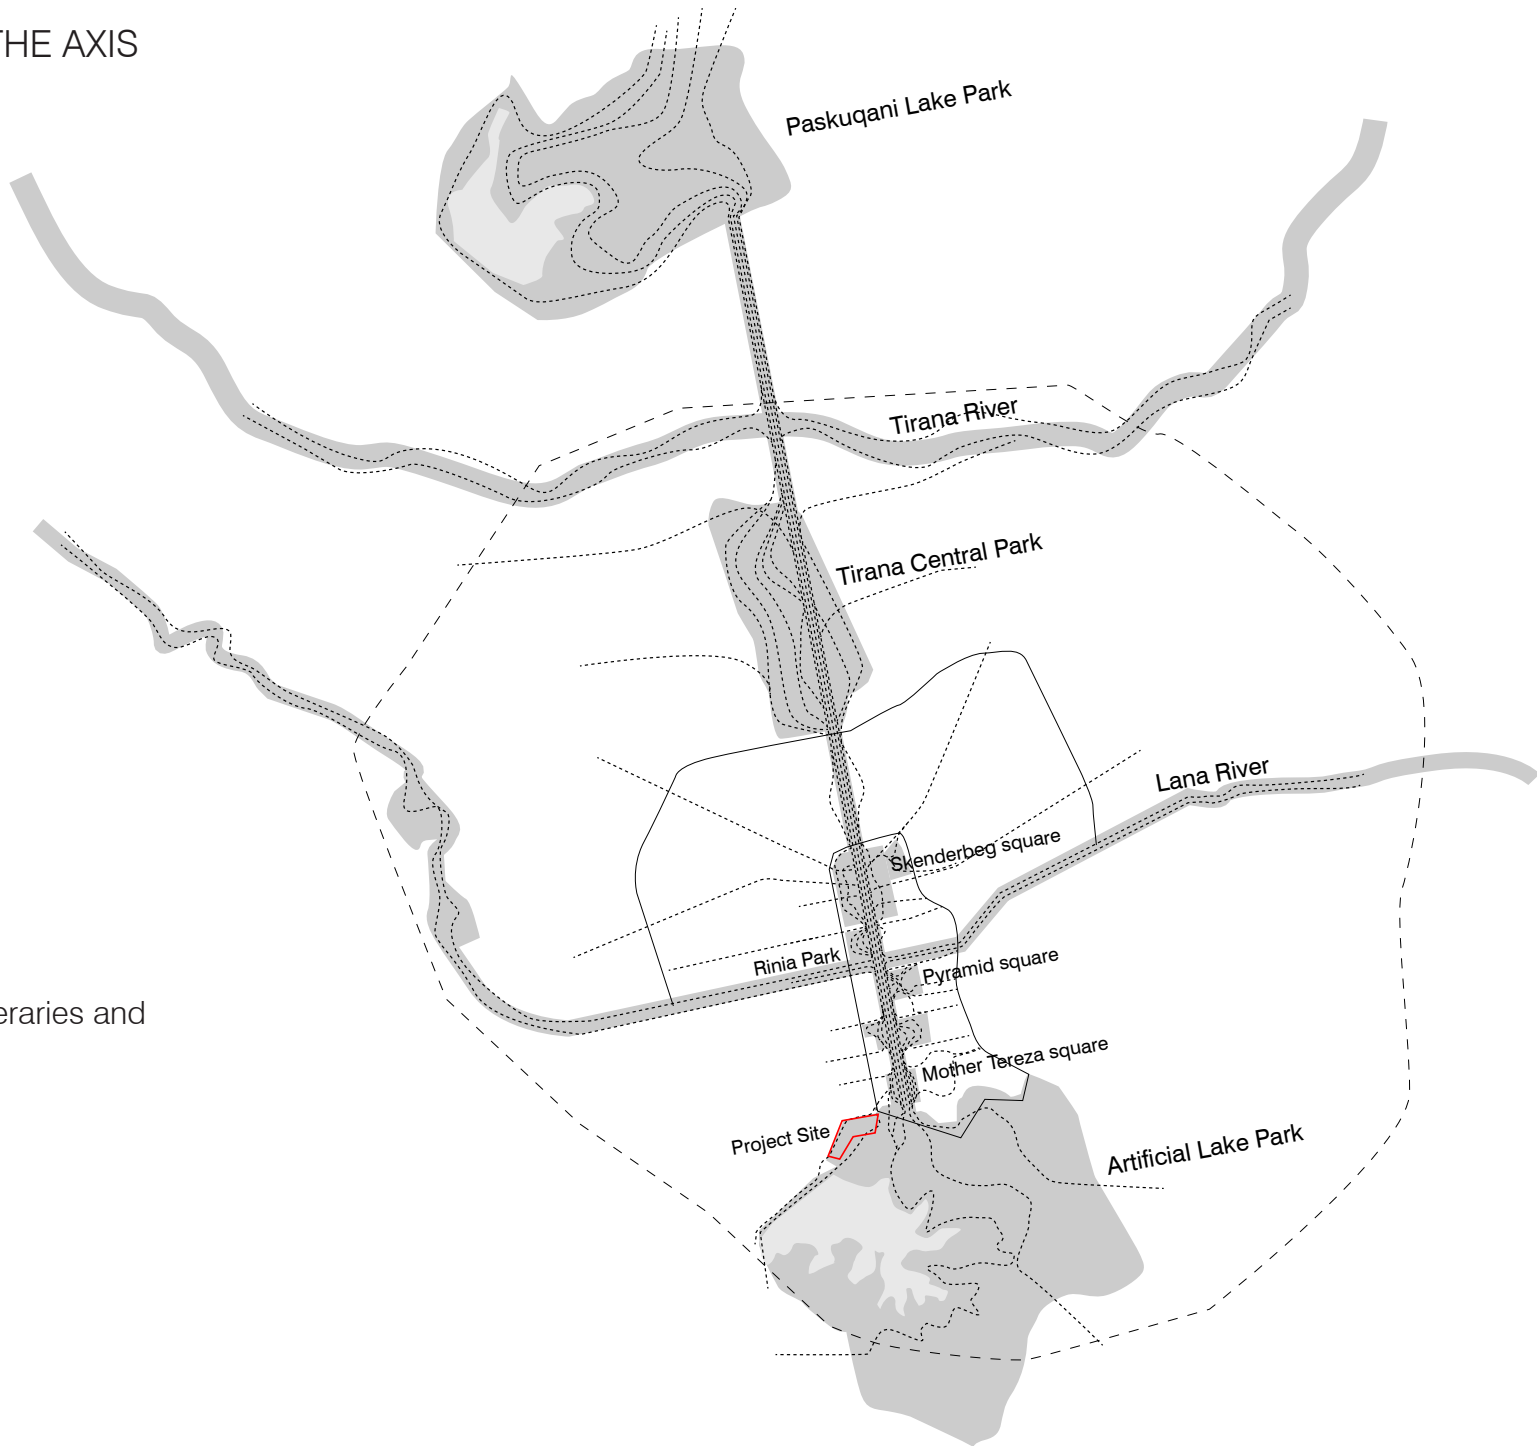 THE AXIS
Paskuqani Lake Park
Tirana River
Tirana Central Park
Lana River
Skenderbeg square
Rinia Park
Pyramid square
eraries and
Mother Tereza square
Project Site
Artificial Lake Park